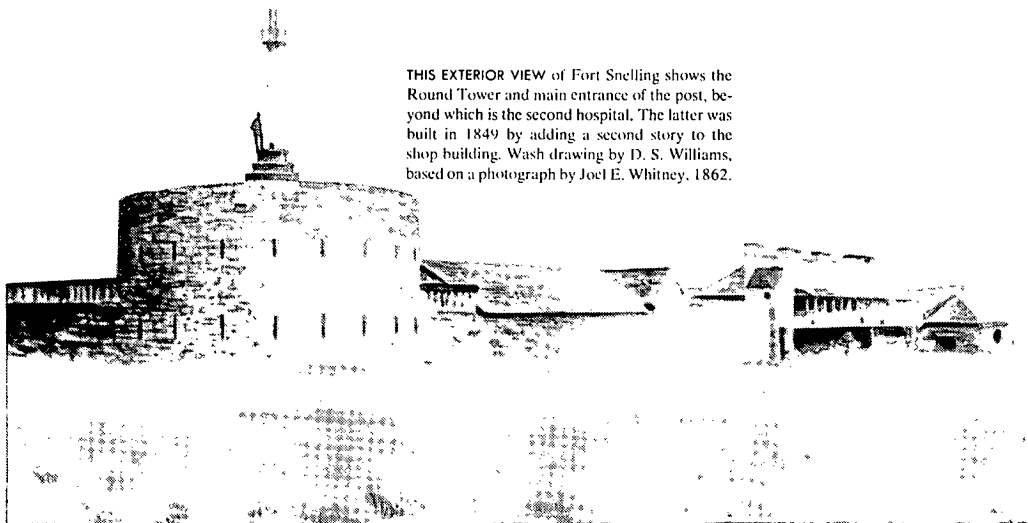 THIS EXTERIOR VIEW of Fort Snelling shows the
Round Tower and main entrance of the post, be-
yond which is the second hospital. The latter was
built in 1849 by adding a second story to the
shop building. Wash drawing by D. S. Williams,
based on a photograph by Joel E. Whitney, 1862.